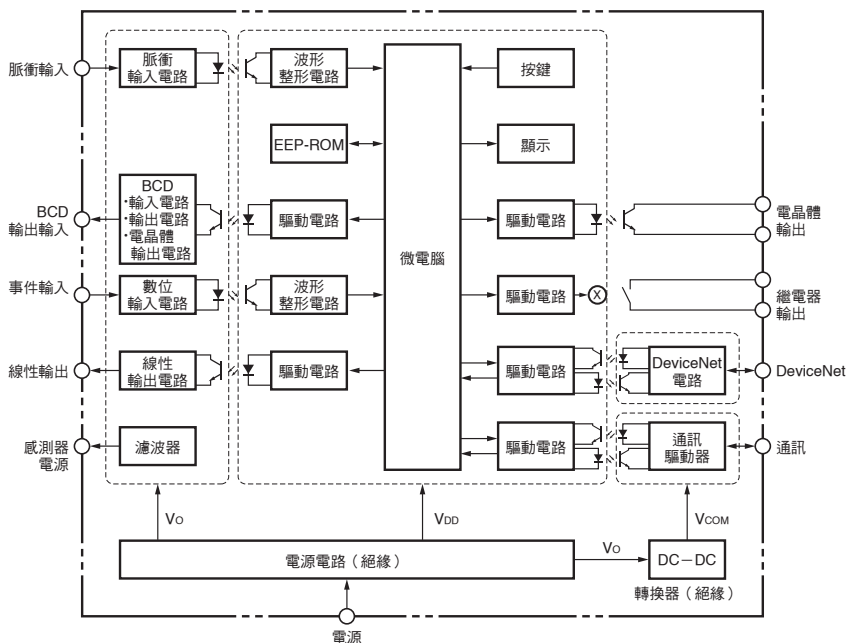 脈衝輸入
脈衝
輸入電路
波形
整形電路
按鍵
EEP-ROM
顯示
微電腦
BCD
輸出輸入
BCD
・輸入電路
・輸出電路
・電晶體
輸出電路
驅動電路
驅動電路
電晶體
輸出
事件輸入
數位
輸入電路
波形
整形電路
驅動電路
X
繼電器
輸出
線性輸出
線性
輸出電路
驅動電路
驅動電路
DeviceNet
電路
DeviceNet
感測器
電源
濾波器
驅動電路
通訊
驅動器
通訊
VO
VDD
VCOM
電源電路（絕緣）
VO
DC－DC
轉換器（絕緣）
電源